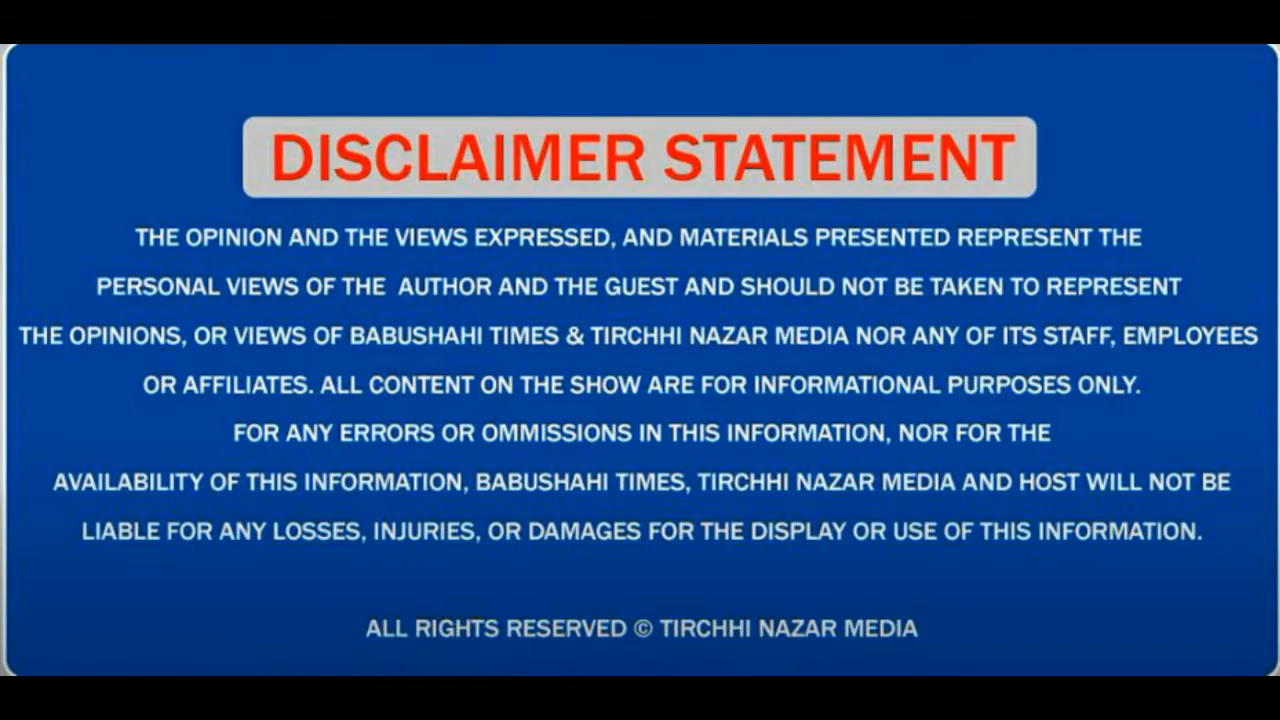 DISCLAIMER STATEMENT
THE OPINION AND THE VIEWS EXPRESSED, AND MATERIALS PRESENTED REPRESENT THE
PERSONAL VIEWS OF THE AUTHOR AND THE GUEST AND SHOULD NOT BE TAKEN TO REPRESENT
THE OPINIONS, OR VIEWS OF BABUSHAHI TIMES & TIRCHHI NAZAR MEDIA NOR ANY OF ITS STAFF, EMPLOYEES
OR AFFILIATES. ALL CONTENT ON THE SHOW ARE FOR INFORMATIONAL PURPOSES ONLY.
FOR ANY ERRORS OR OMMISSIONS IN THIS INFORMATION, NOR FOR THE
AVAILABILITY OF THIS INFORMATION, BABUSHAHI TIMES, TIRCHHI NAZAR MEDIA AND HOST WILL NOT BE
LIABLE FOR ANY LOSSES, INJURIES, OR DAMAGES FOR THE DISPLAY OR USE OF THIS INFORMATION.
ALL RIGHTS RESERVED © TIRCHHI NAZAR MEDIA